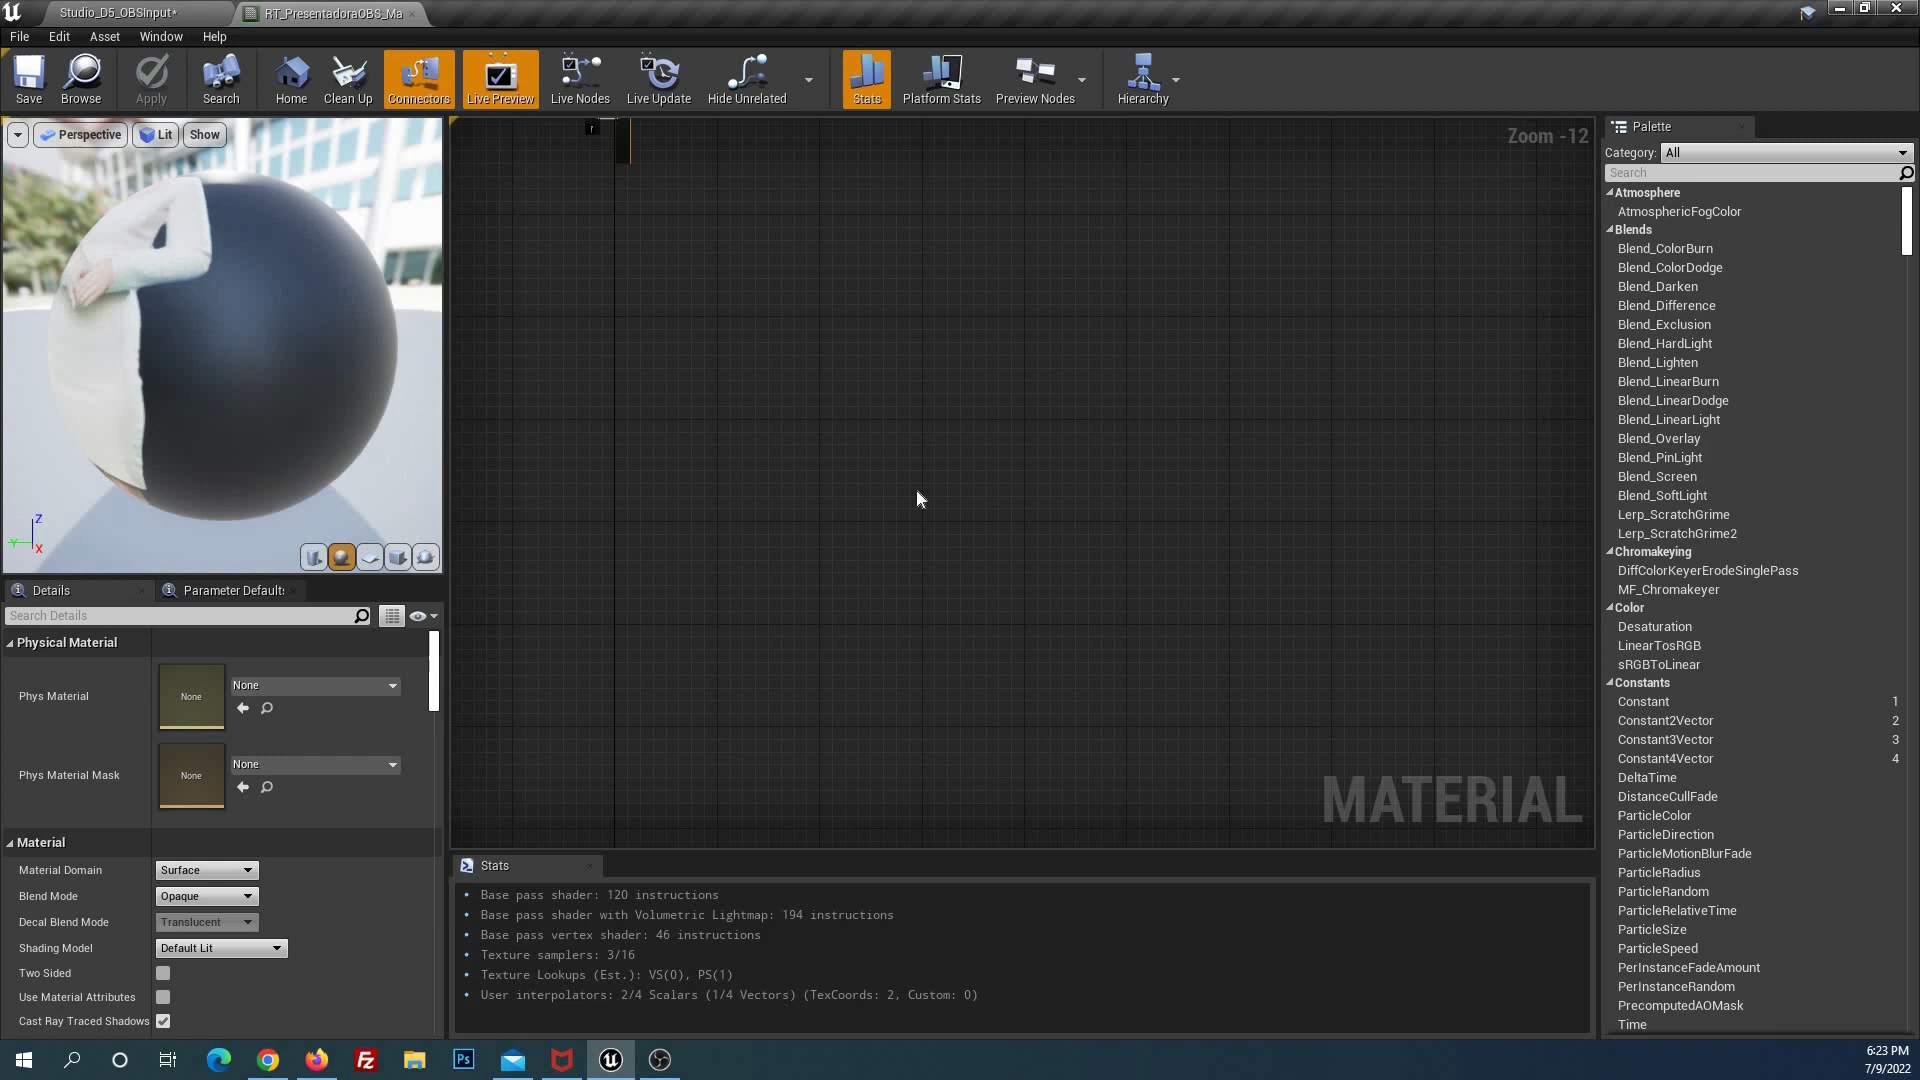 Studio_D5_OBSInput*
RT_PresentadoraOBS_Ma
File Edit Asset Window Help
Save Browse Apply Search Home Clean Up Connectors Live Preview Live Nodes Live Update Hide Unrelated Stats Platform Stats Preview Nodes Hierarchy
Perspective Lit Show
Zoom -12
MATERIAL
Z
Y
X
Details
Parameter Defaults
Search Details
Physical Material
Phys Material
None
None
Phys Material Mask
None
None
Material
Material Domain Surface
Blend Mode Opaque
Decal Blend Mode Translucent
Shading Model Default Lit
Two Sided
Use Material Attributes
Cast Ray Traced Shadows
Stats
Base pass shader: 120 instructions
Base pass shader with Volumetric Lightmap: 194 instructions
Base pass vertex shader: 46 instructions
Texture samplers: 3/16
Texture Lookups (Est.): VS(0), PS(1)
User interpolators: 2/4 Scalars (1/4 Vectors) (TexCoords: 2, Custom: 0)
Palette
Category: All
Search
Atmosphere
AtmosphericFogColor
Blends
Blend_ColorBurn
Blend_ColorDodge
Blend_Darken
Blend_Difference
Blend_Exclusion
Blend_HardLight
Blend_Lighten
Blend_LinearBurn
Blend_LinearDodge
Blend_LinearLight
Blend_Overlay
Blend_PinLight
Blend_Screen
Blend_SoftLight
Lerp_ScratchGrime
Lerp_ScratchGrime2
Chromakeying
DiffColorKeyerErodeSinglePass
MF_Chromakeyer
Color
Desaturation
LinearTosRGB
sRGBToLinear
Constants
Constant 1
Constant2Vector 2
Constant3Vector 3
Constant4Vector 4
DeltaTime
DistanceCullFade
ParticleColor
ParticleDirection
ParticleMotionBlurFade
ParticleRadius
ParticleRandom
ParticleRelativeTime
ParticleSize
ParticleSpeed
PerInstanceFadeAmount
PerInstanceRandom
PrecomputedAOMask
Time
Fz
Ps
6:23 PM
7/9/2022